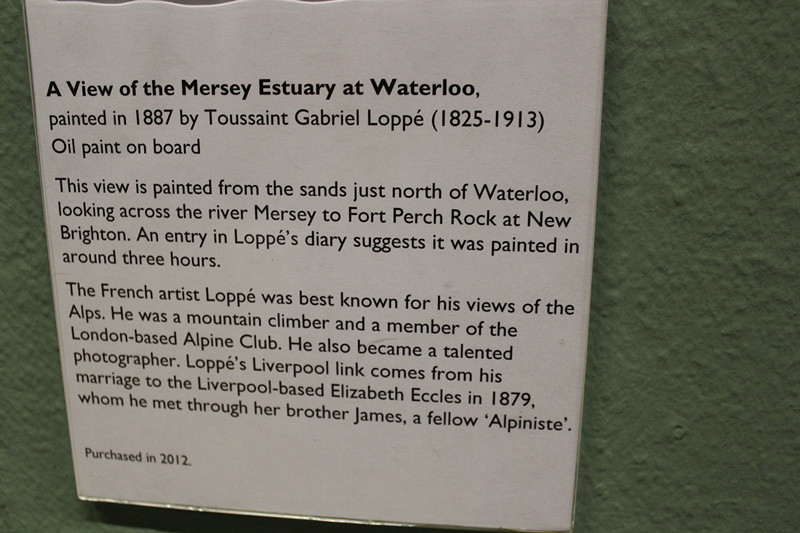 A View of the Mersey Estuary at Waterloo,
painted in 1887 by Toussaint Gabriel Loppé (1825-1913)
Oil paint on board
This view is painted from the sands just north of Waterloo,
looking across the river Mersey to Fort Perch Rock at New
Brighton. An entry in Loppé's diary suggests it was painted in
around three hours.
The French artist Loppé was best known for his views of the
Alps. He was a mountain climber and a member of the
London-based Alpine Club. He also became a talented
photographer. Loppé's Liverpool link comes from his
marriage to the Liverpool-based Elizabeth Eccles in 1879,
whom he met through her brother James, a fellow 'Alpiniste'.
Purchased in 2012.